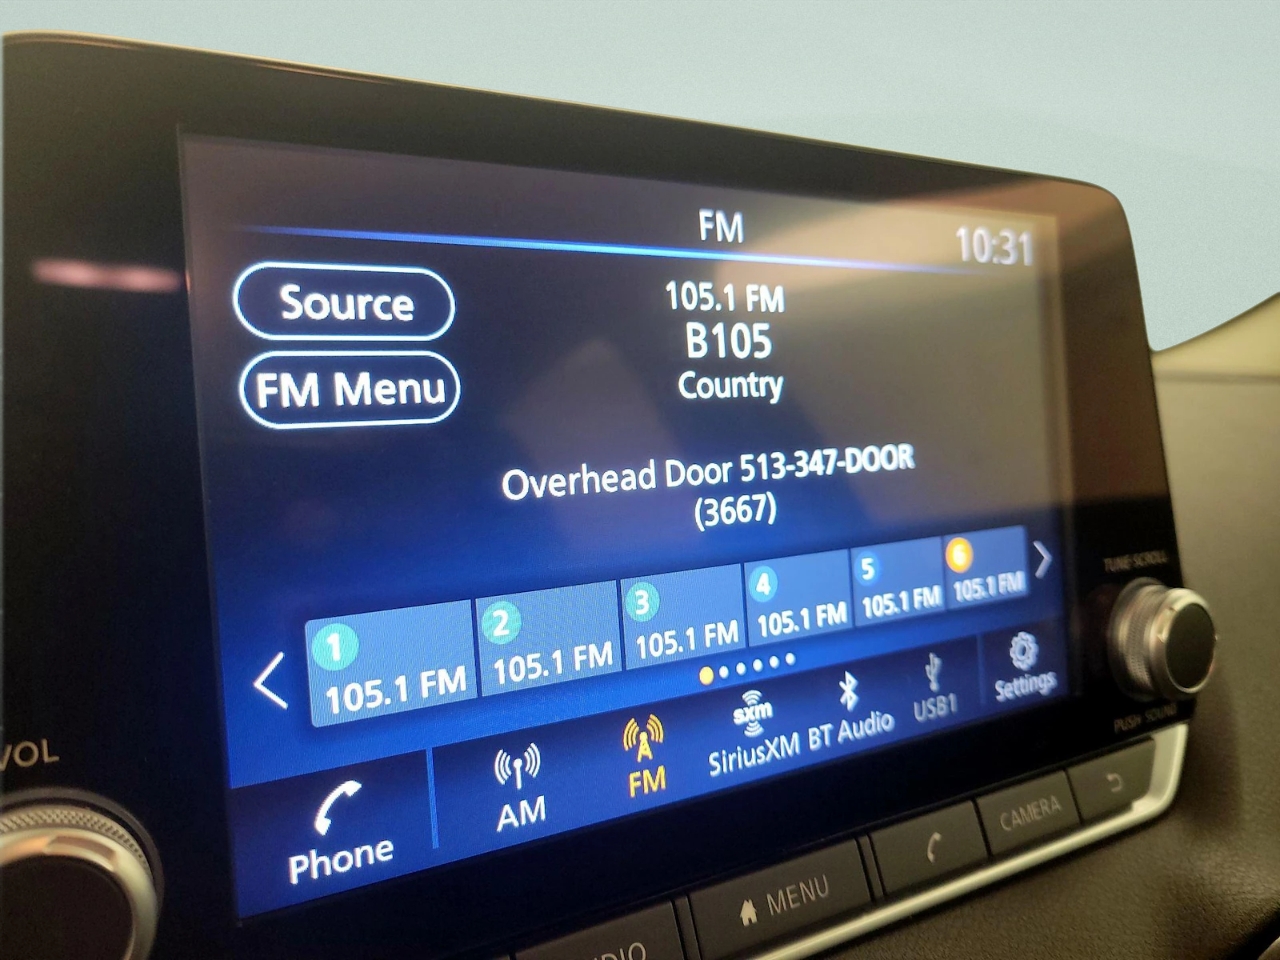 FM
10:31
Source
105.1 FM
B105
FM Menu
Country
Overhead Door 513-347-DOOR
(3667)
1
105.1 FM
2
105.1 FM
3
105.1 FM
4
105.1 FM
5
105.1 FM
6
105.1 FM
Phone
AM
FM
sxm
SiriusXM
BT Audio
USB1
Settings
VOL
TUNE·SCROLL
PUSH SOUND
MENU
CAMERA